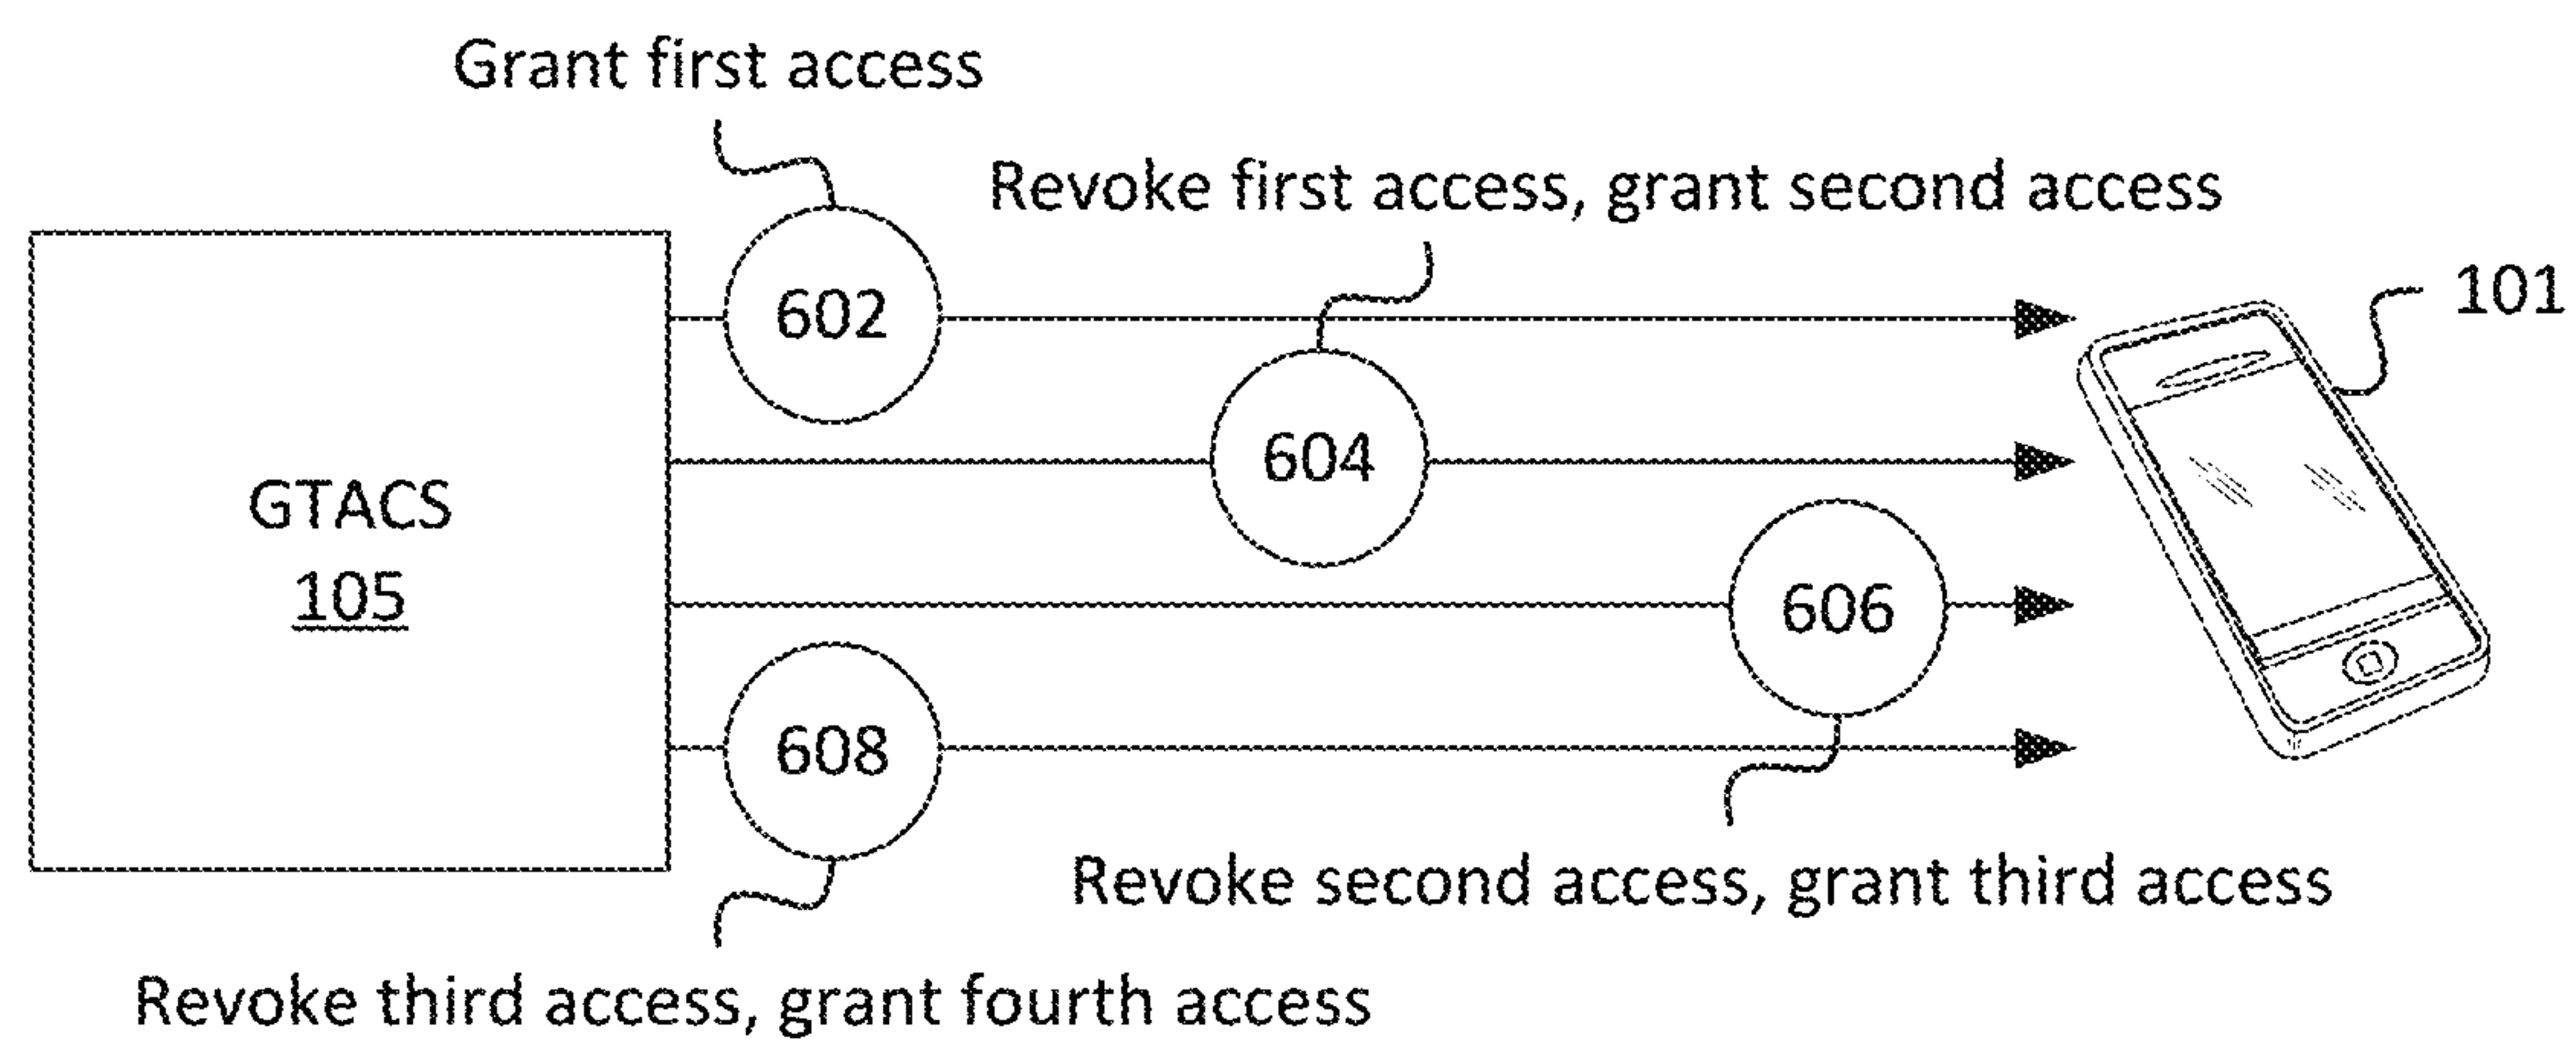 Grant first access
Revoke first access, grant second access
602
101
604
GTACS
105
606
608
Revoke second access, grant third access
Revoke third access, grant fourth access